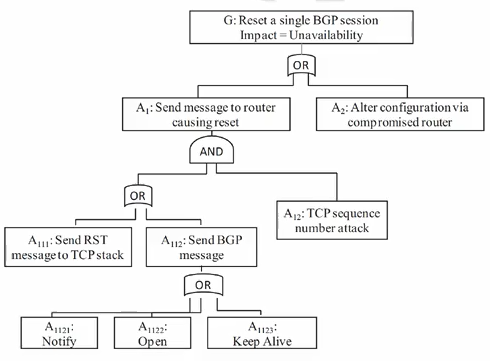 G: Reset a single BGP session
Impact = Unavailability
OR
A₁: Send message to router
causing reset
A₂: Alter configuration via
compromised router
AND
OR
A₁₁₁: Send RST
message to TCP stack
A₁₁₂: Send BGP
message
A₁₂: TCP sequence
number attack
OR
A₁₁₂₁:
Notify
A₁₁₂₂:
Open
A₁₁₂₃:
Keep Alive